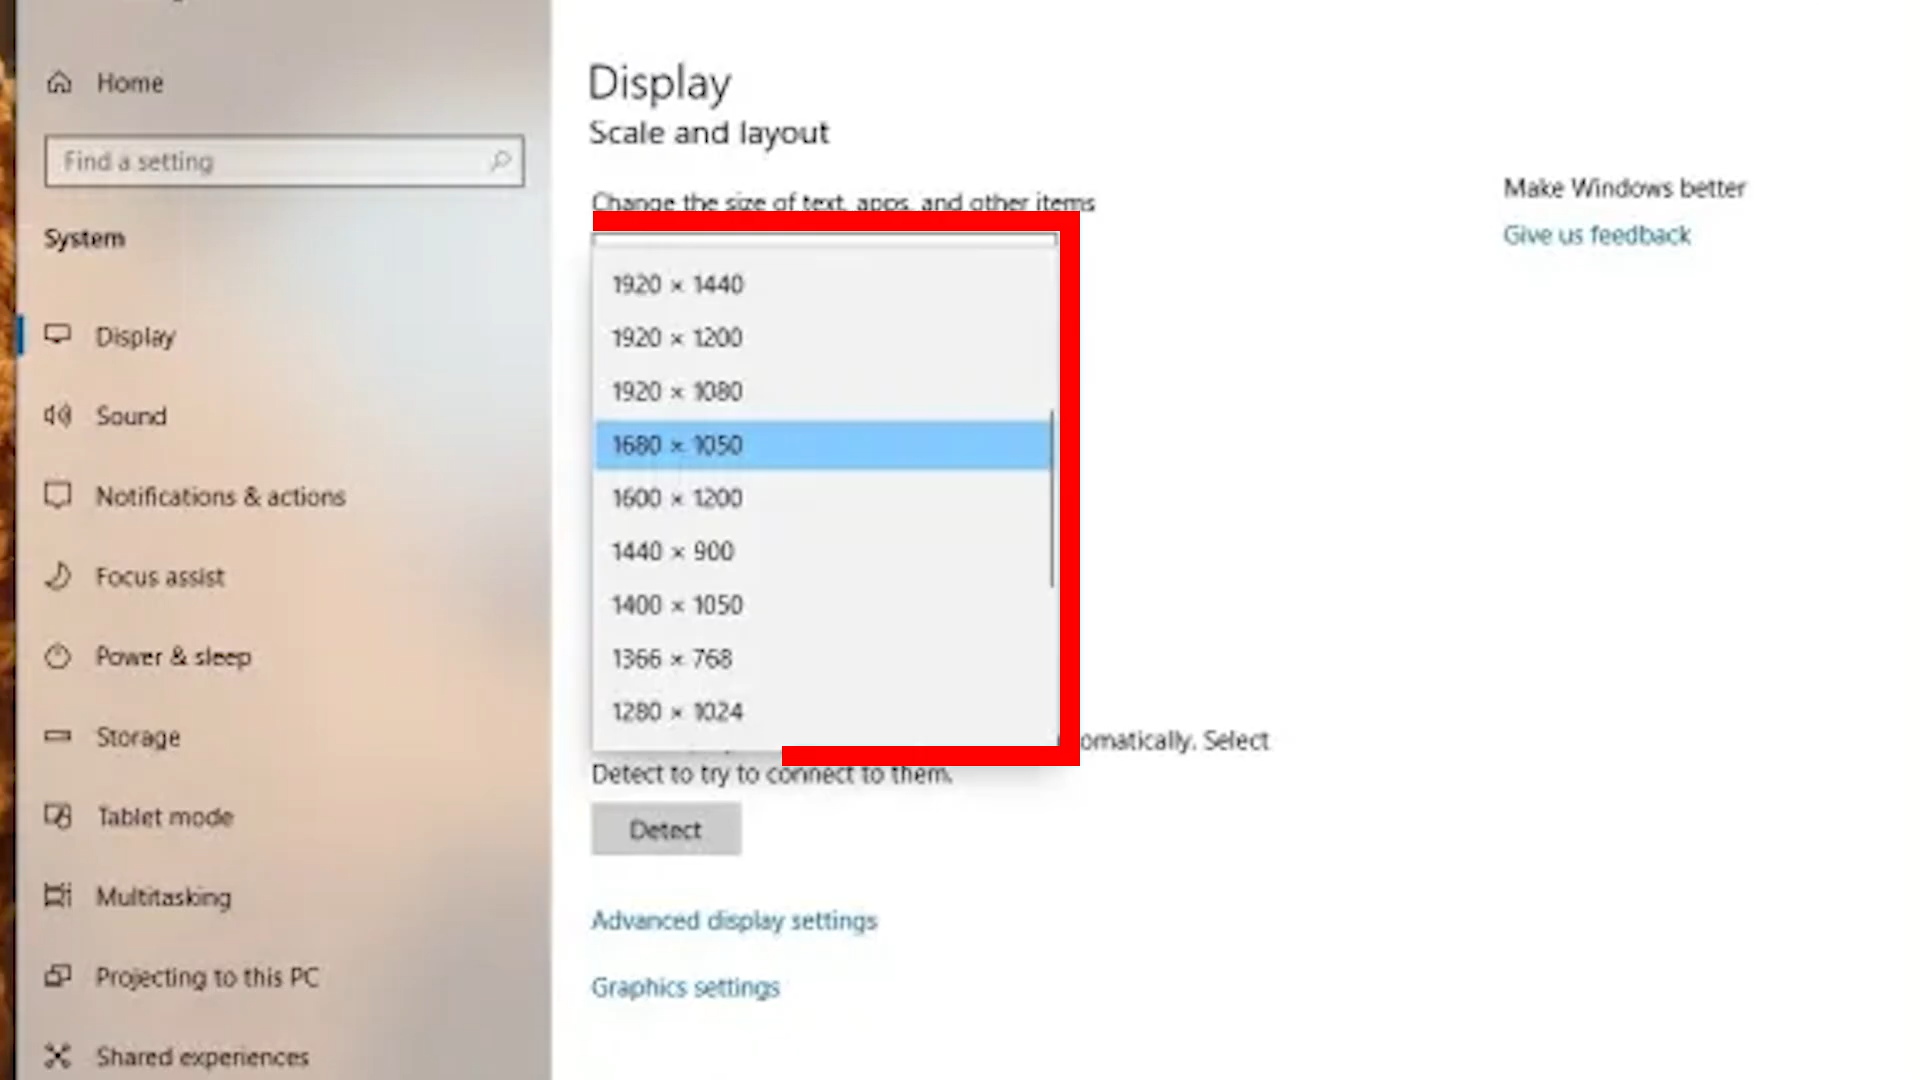 Home
Find a setting
System
Display
Sound
Notifications & actions
Focus assist
Power & sleep
Storage
Tablet mode
Multitasking
Projecting to this PC
Shared experiences
Display
Scale and layout
Change the size of text, apps, and other items
1920 × 1440
1920 × 1200
1920 × 1080
1680 × 1050
1600 × 1200
1440 × 900
1400 × 1050
1366 × 768
1280 × 1024
omatically. Select
Detect to try to connect to them.
Detect
Advanced display settings
Graphics settings
Make Windows better
Give us feedback